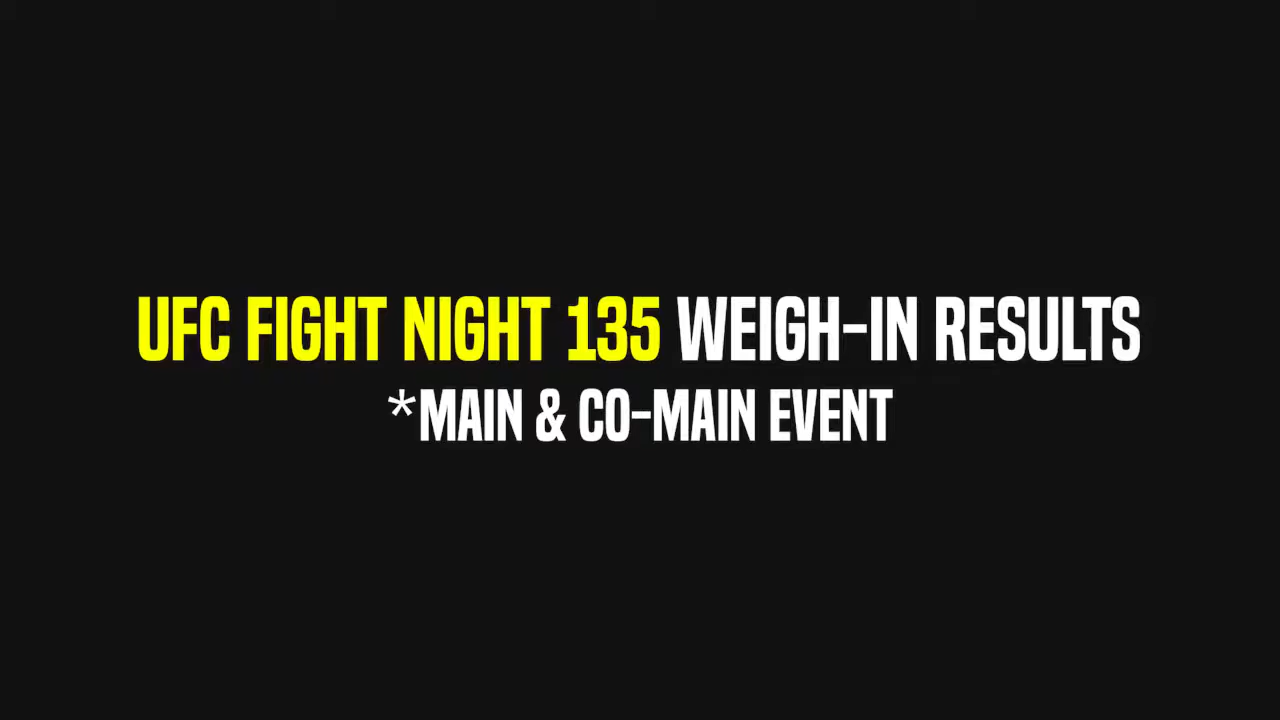 UFC FIGHT NIGHT 135 WEIGH-IN RESULTS
*MAIN & CO-MAIN EVENT